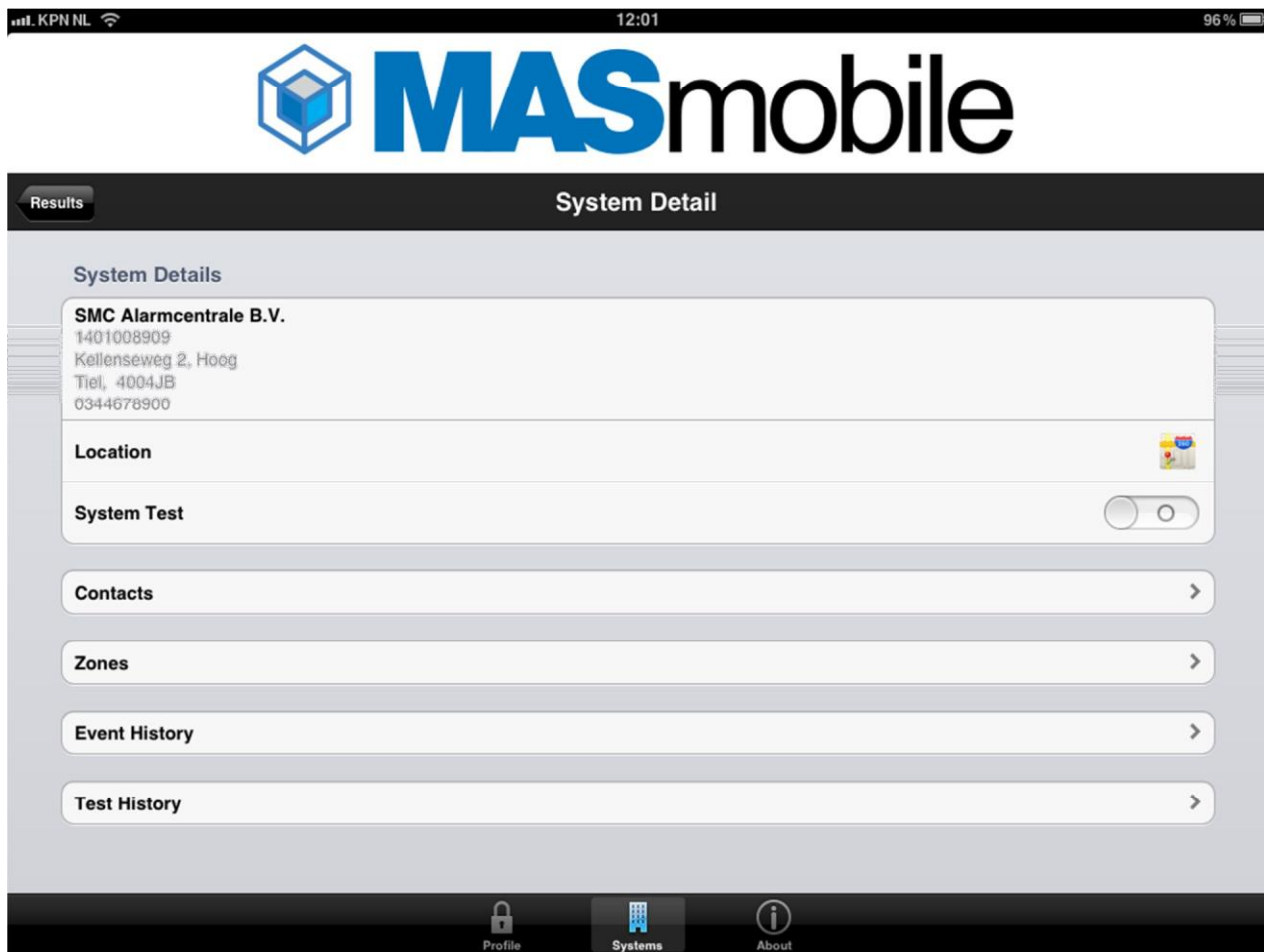 KPN NL 12:01 96 %
MASmobile
Results System Detail
System Details
SMC Alarmcentrale B.V.
1401008909
Kellenseweg 2, Hoog
Tiel, 4004JB
0344678900
Location
System Test
Contacts
Zones
Event History
Test History
Profile Systems About